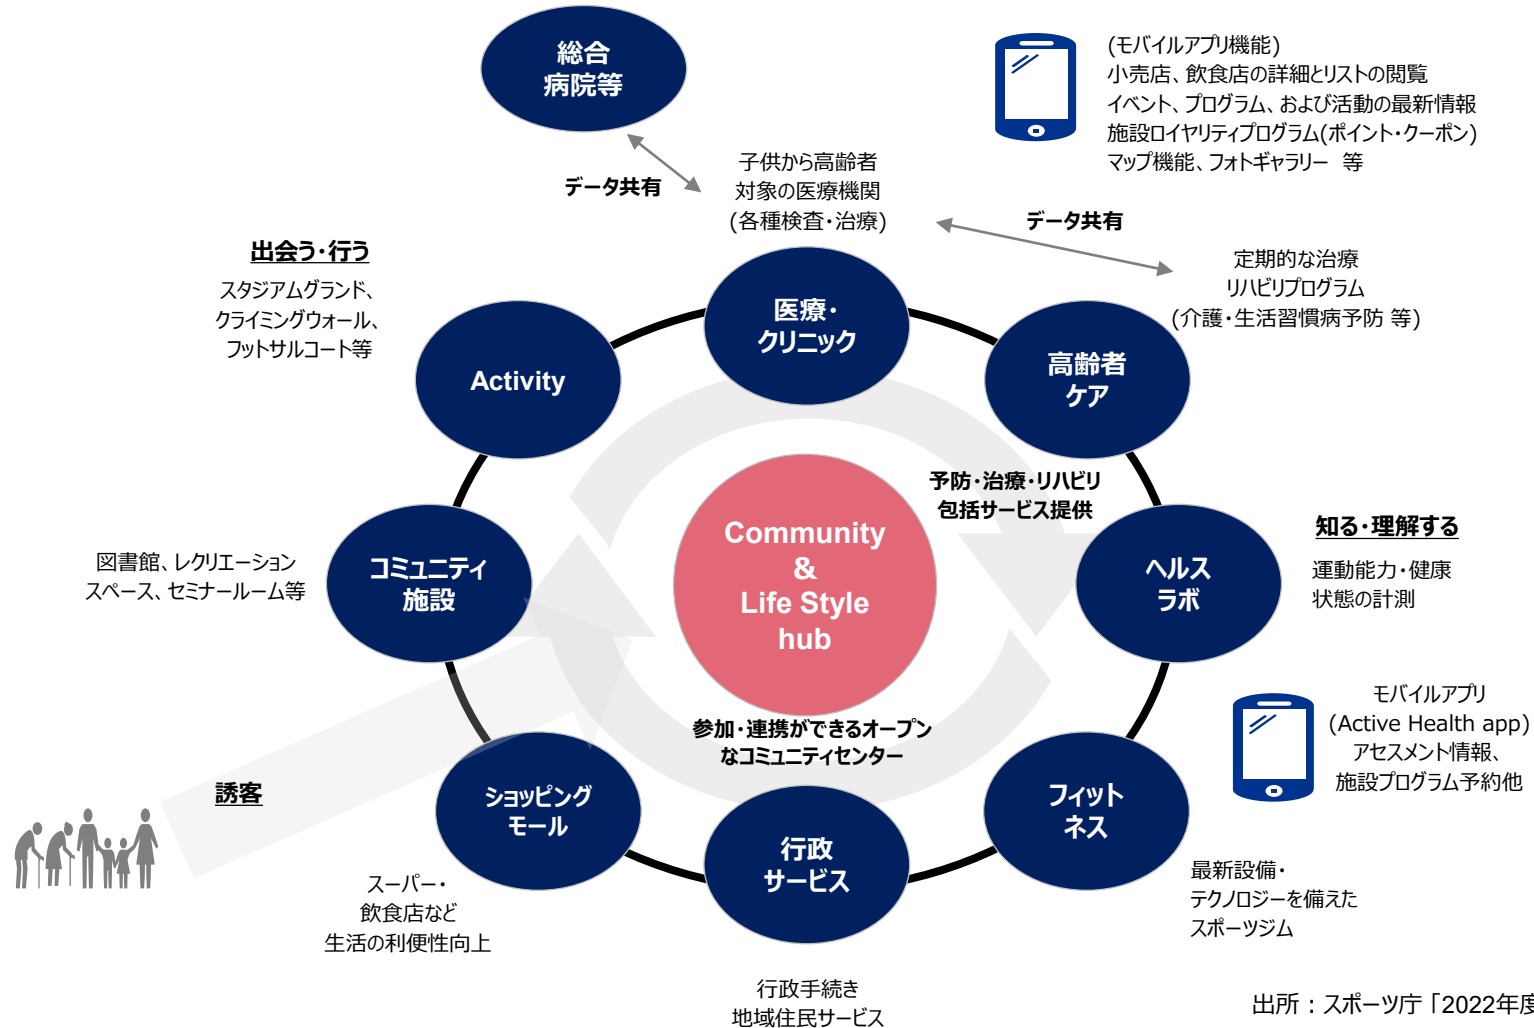 総合
病院等
(モバイルアプリ機能)
小売店、飲食店の詳細とリストの閲覧
イベント、プログラム、および活動の最新情報
施設ロイヤリティプログラム(ポイント・クーポン)
マップ機能、フォトギャラリー 等
データ共有
子供から高齢者
対象の医療機関
(各種検査・治療)
データ共有
定期的な治療
リハビリプログラム
(介護・生活習慣病予防 等)
出会う・行う
スタジアムグランド、
クライミングウォール、
フットサルコート等
Activity
医療・
クリニック
高齢者
ケア
予防・治療・リハビリ
包括サービス提供
Community
&
Life Style
hub
図書館、レクリエーション
スペース、セミナールーム等
コミュニティ
施設
ヘルス
ラボ
知る・理解する
運動能力・健康
状態の計測
参加・連携ができるオープン
なコミュニティセンター
モバイルアプリ
(Active Health app)
アセスメント情報、
施設プログラム予約他
誘客
ショッピング
モール
行政
サービス
フィット
ネス
スーパー・
飲食店など
生活の利便性向上
最新設備・
テクノロジーを備えた
スポーツジム
行政手続き
地域住民サービス
出所：スポーツ庁「2022年度